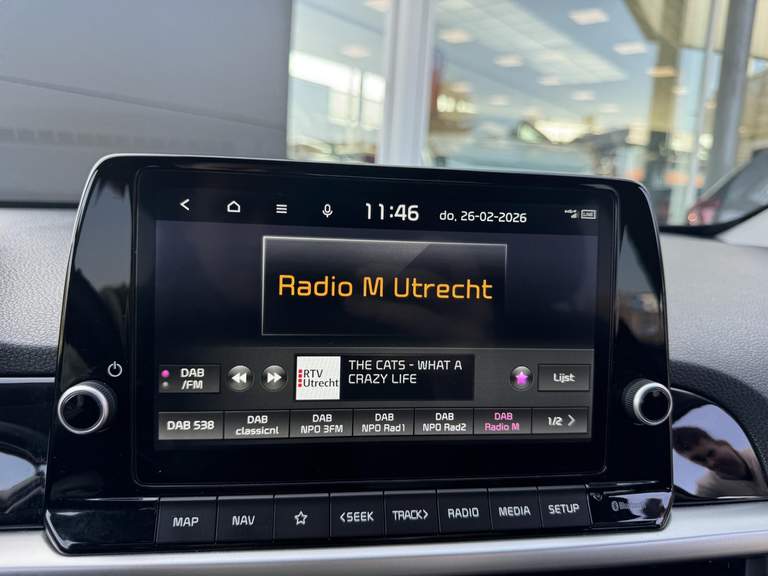 11:46 do, 26-02-2026
LIVE
Radio M Utrecht
DAB
/FM
RTV
Utrecht
THE CATS - WHAT A
CRAZY LIFE
Lijst
DAB 538
DAB
classicnl
DAB
NPO 3FM
DAB
NPO Rad1
DAB
NPO Rad2
DAB
Radio M
1/2 >
MAP
NAV
<SEEK
TRACK>
RADIO
MEDIA
SETUP
Bluetooth